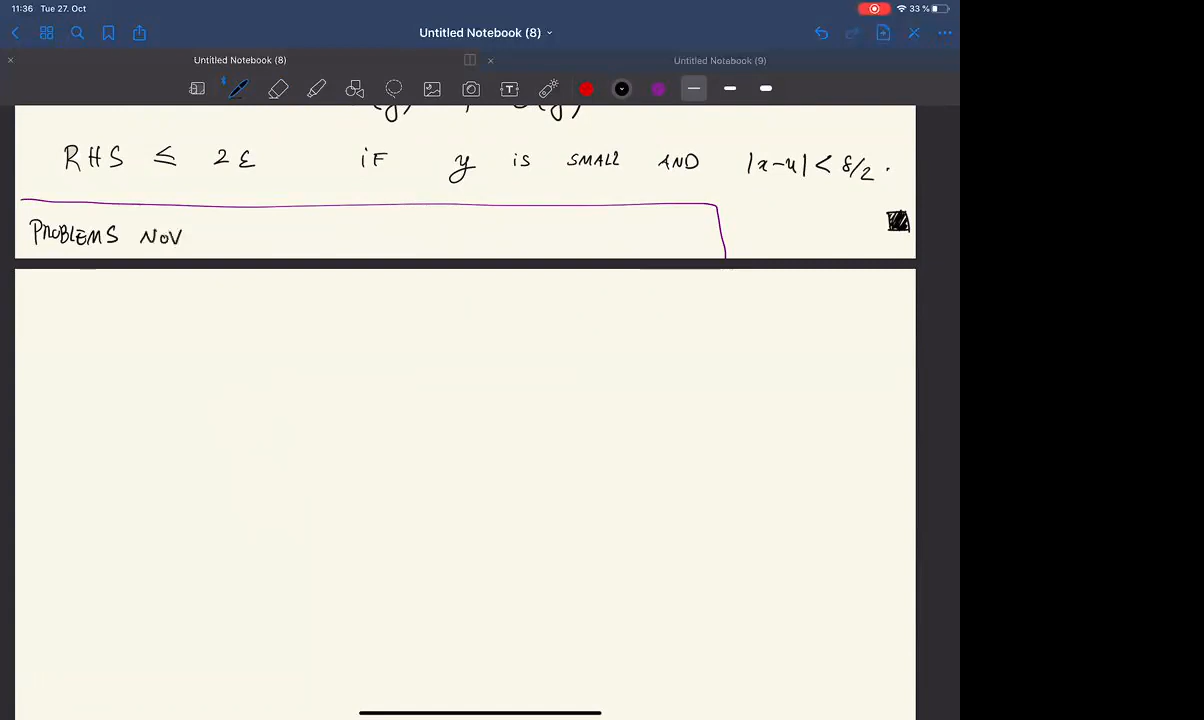 11:36 Tue 27. Oct 33 %
Untitled Notebook (8)
Untitled Notebook (8) Untitled Notebook (9)
RHS ≤ 2ε iF y is SMALL AND |x-u| < δ/2 .
PROBLEMS NOV